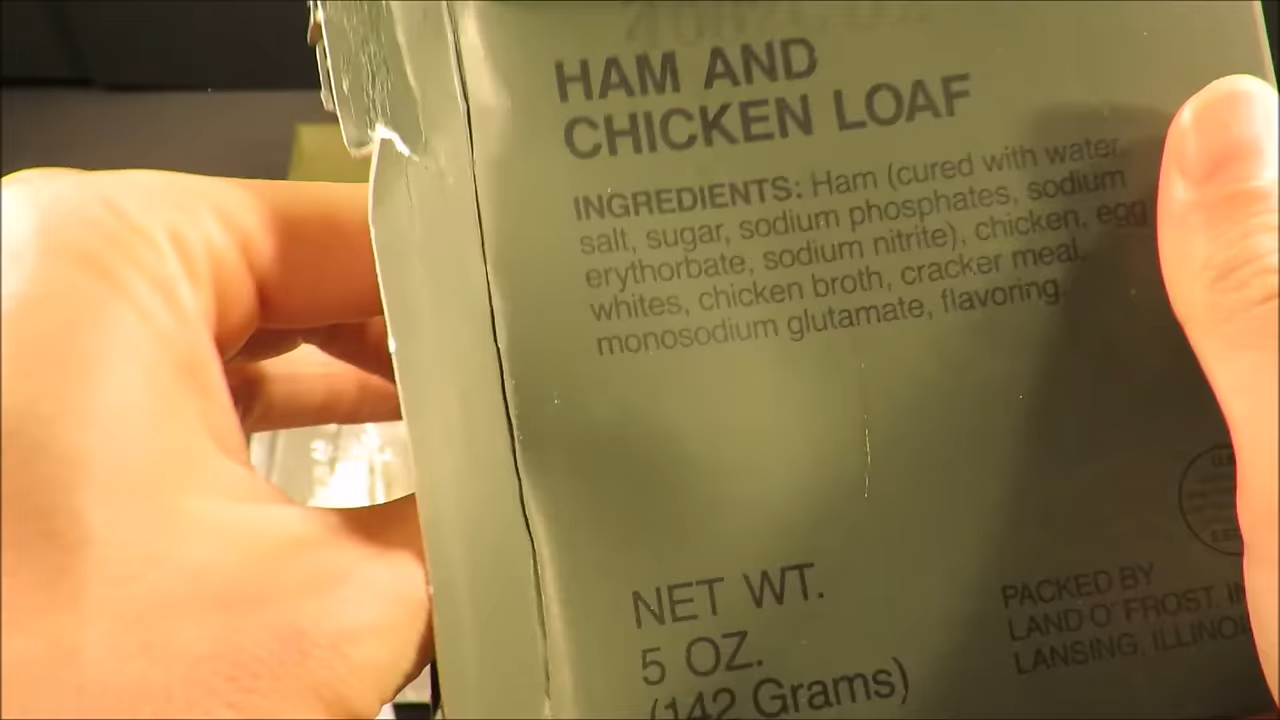 HAM AND
CHICKEN LOAF
INGREDIENTS: Ham (cured with water,
salt, sugar, sodium phosphates, sodium
erythorbate, sodium nitrite), chicken, egg
whites, chicken broth, cracker meal,
monosodium glutamate, flavoring.
NET WT.
5 OZ.
(142 Grams)
PACKED BY
LAND O' FROST,
LANSING,